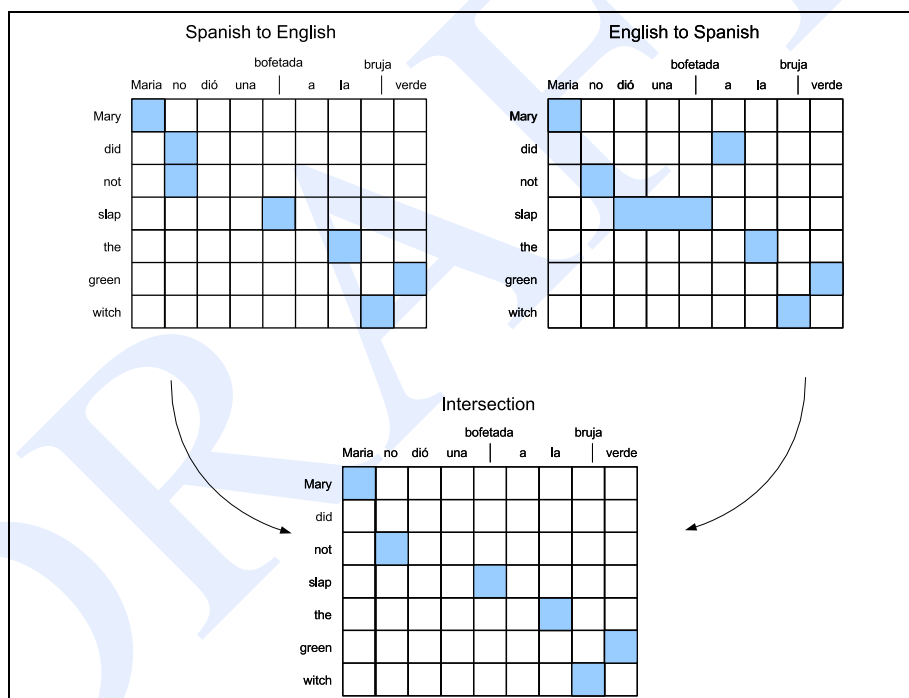 Spanish to English
bofetada bruja
Maria no dió una a la verde
Mary
did
not
slap
the
green
witch
English to Spanish
bofetada bruja
Maria no dió una a la verde
Mary
did
not
slap
the
green
witch
Intersection
bofetada bruja
Maria no dió una a la verde
Mary
did
not
slap
the
green
witch